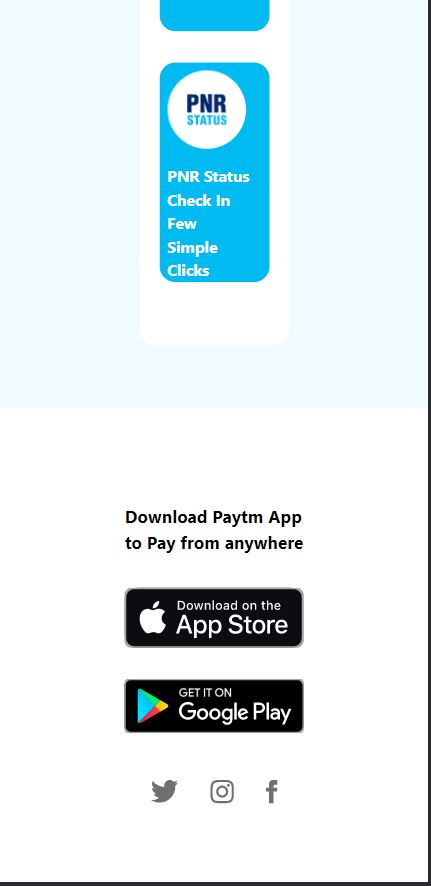 PNR
STATUS
PNR Status
Check In
Few
Simple
Clicks
Download Paytm App
to Pay from anywhere
Download on the
App Store
GET IT ON
Google Play